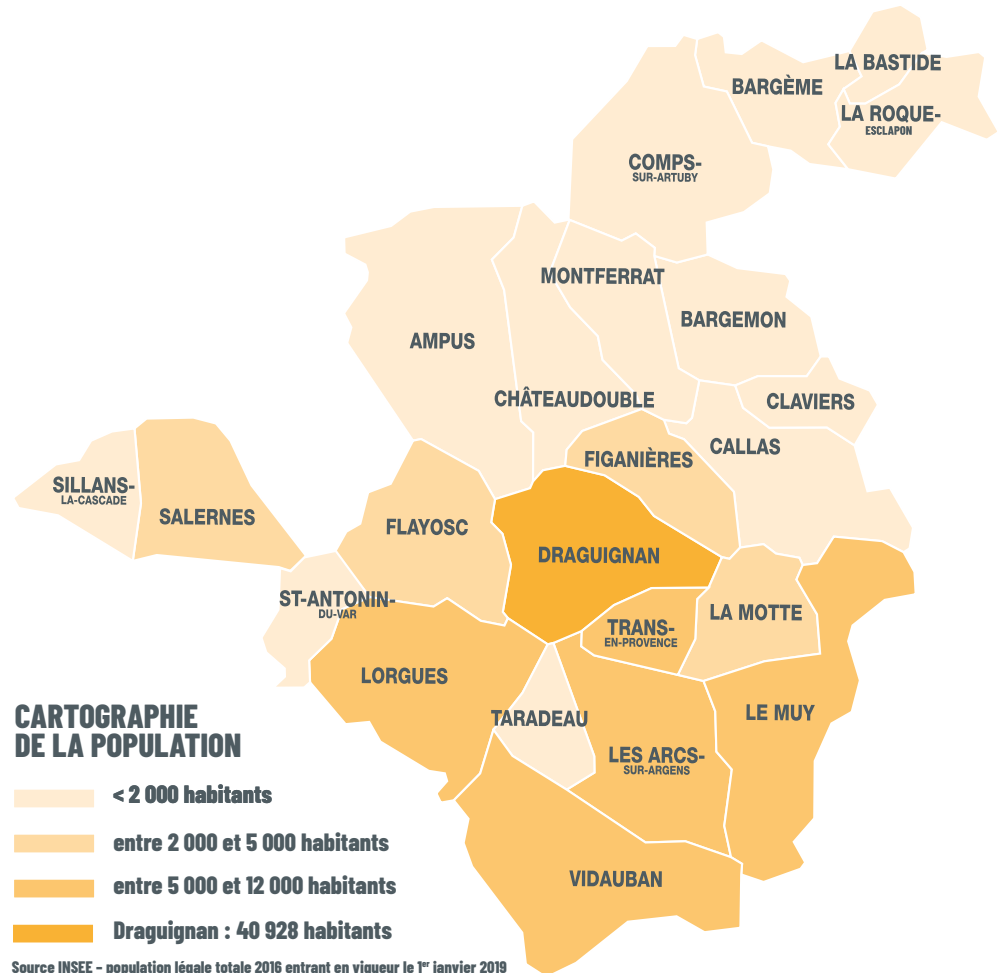 LA BASTIDE
BARGÈME
LA ROQUE-
ESCLAPON
COMPS-
SUR-ARTUBY
MONTFERRAT
BARGEMON
AMPUS
CHÂTEAUDOUBLE
CLAVIERS
CALLAS
FIGANIÈRES
SILLANS-
LA-CASCADE
SALERNES
FLAYOSC
DRAGUIGNAN
ST-ANTONIN-
DU-VAR
LA MOTTE
TRANS-
EN-PROVENCE
LORGUES
LE MUY
TARADEAU
LES ARCS-
SUR-ARGENS
VIDAUBAN
CARTOGRAPHIE
DE LA POPULATION
< 2 000 habitants
entre 2 000 et 5 000 habitants
entre 5 000 et 12 000 habitants
Draguignan : 40 928 habitants
Source INSEE – population légale totale 2016 entrant en vigueur le 1er janvier 2019